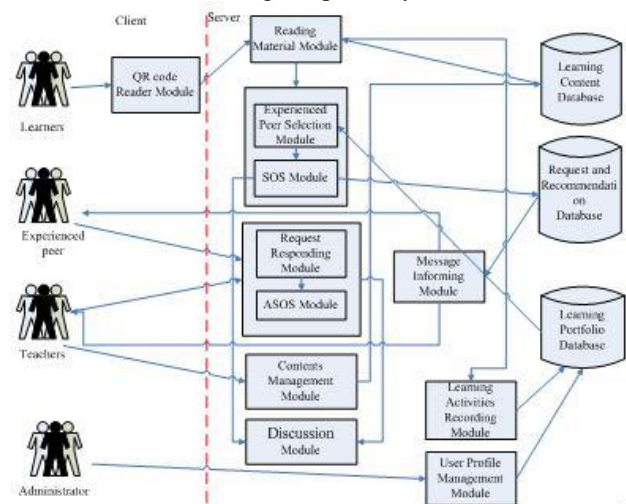 Client
Server
Reading
Material Module
QR code
Reader Module
Learners
Learning
Content
Database
Experienced
Peer Selection
Module
SOS Module
Request and
Recommendati
on Database
Experienced
peer
Request
Responding
Module
ASOS Module
Message
Informing
Module
Teachers
Learning
Portfolio
Database
Contents
Management
Module
Learning
Activities
Recording
Module
Discussion
Module
User Profile
Management
Module
Administrator